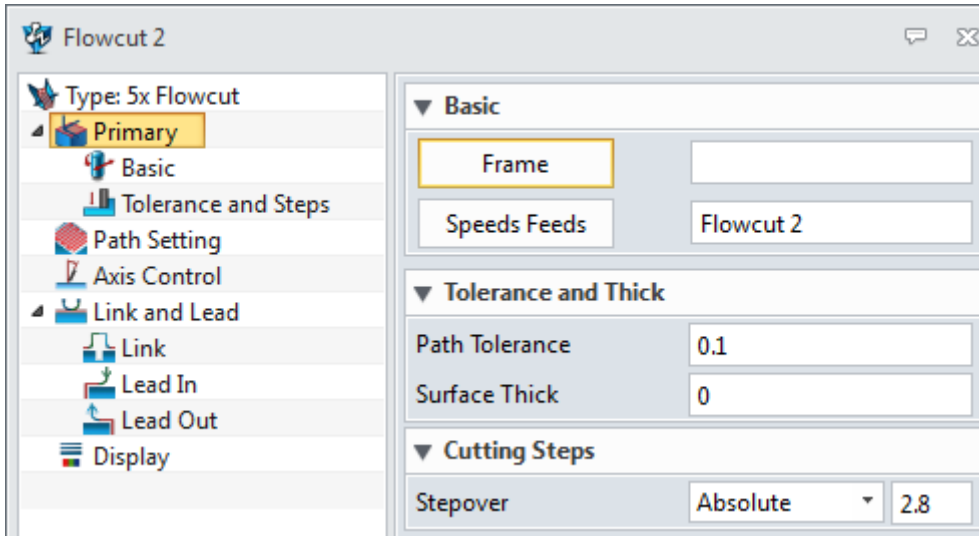 Flowcut 2
Type: 5x Flowcut
Primary
Basic
Tolerance and Steps
Path Setting
Axis Control
Link and Lead
Link
Lead In
Lead Out
Display
Basic
Frame
Speeds Feeds Flowcut 2
Tolerance and Thick
Path Tolerance 0.1
Surface Thick 0
Cutting Steps
Stepover Absolute 2.8